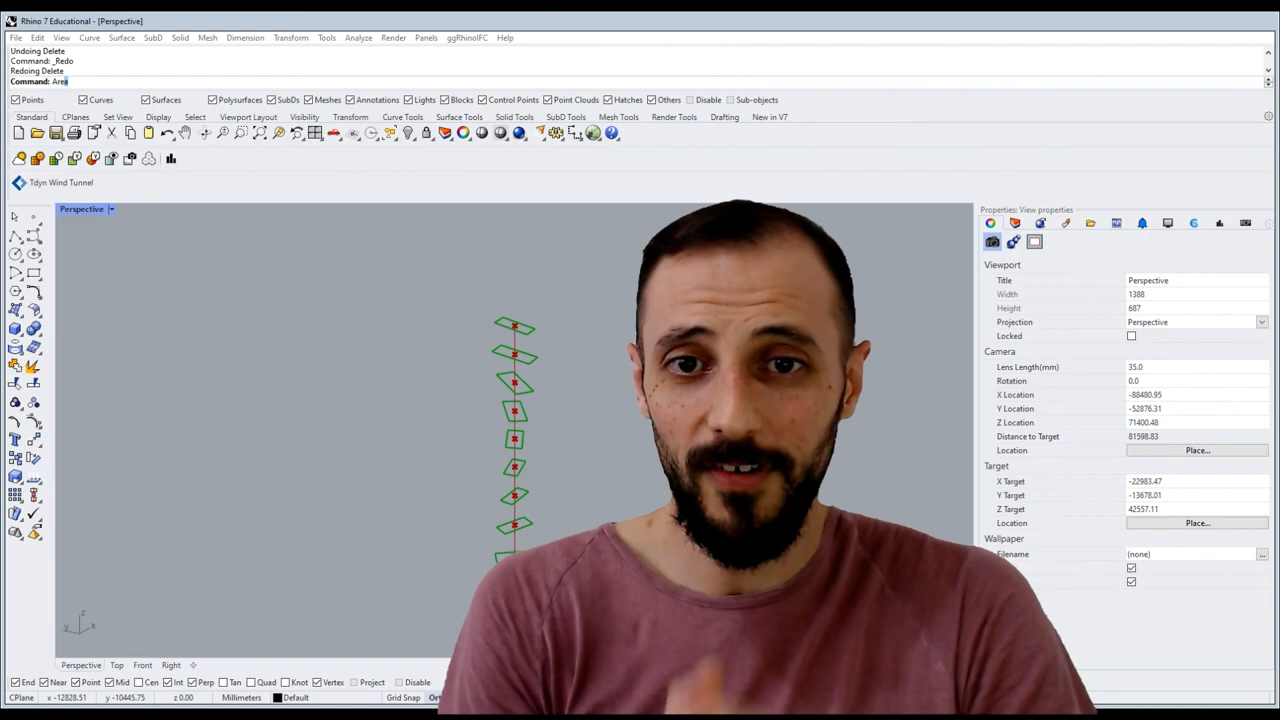 Rhino 7 Educational - [Perspective]
File Edit View Curve Surface SubD Solid Mesh Dimension Transform Tools Analyze Render Panels ggRhinoIFC Help
Undoing Delete
Command: _Redo
Redoing Delete
Command: Area
Points Curves Surfaces Polysurfaces SubDs Meshes Annotations Lights Blocks Control Points Point Clouds Hatches Others Disable Sub-objects
Standard CPlanes Set View Display Select Viewport Layout Visibility Transform Curve Tools Surface Tools Solid Tools SubD Tools Mesh Tools Render Tools Drafting New in V7
Tdyn Wind Tunnel
Perspective
Properties: View properties
Viewport
Title Perspective
Width 1388
Height 687
Projection Perspective
Locked
Camera
Lens Length(mm) 35.0
Rotation 0.0
X Location -88480.95
Y Location -52876.31
Z Location 71400.48
Distance to Target 81598.83
Location Place...
Target
X Target -22983.47
Y Target -13678.01
Z Target 42557.11
Location Place...
Wallpaper
Filename (none) ...
z
y x
Perspective Top Front Right
End Near Point Mid Cen Int Perp Tan Quad Knot Vertex Project Disable
CPlane x -12828.51 y -10445.75 z 0.00 Millimeters Default Grid Snap